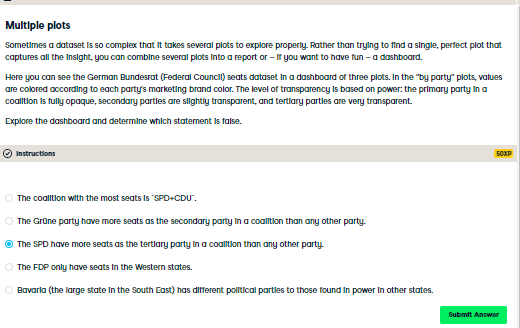 Multiple plots
Sometimes a dataset is so complex that it takes several plots to explore properly. Rather than trying to find a single, perfect plot that
captures all the insight, you can combine several plots into a report or – if you want to have fun – a dashboard.
Here you can see the German Bundesrat (Federal Council) seats dataset in a dashboard of three plots. In the "by party" plots, values
are colored according to each party's marketing brand color. The level of transparency is based on power: the primary party in a
coalition is fully opaque, secondary parties are slightly transparent, and tertiary parties are very transparent.
Explore the dashboard and determine which statement is false.
Instructions
50XP
The coalition with the most seats is "SPD+CDU".
The Grüne party have more seats as the secondary party in a coalition than any other party.
The SPD have more seats as the tertiary party in a coalition than any other party.
The FDP only have seats in the Western states.
Bavaria (the large state in the South East) has different political parties to those found in power in other states.
Submit Answer